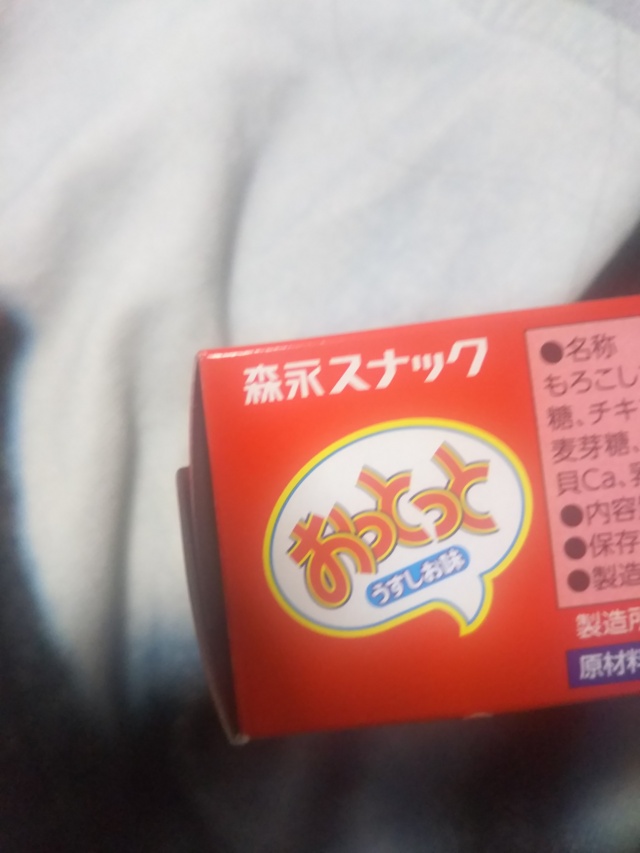 森永スナック
おっとっと
うすしお味
●名称
もろこし
糖、チキ
麦芽糖、
貝Ca、
●内容
●保存
●製造
製造所
原材料